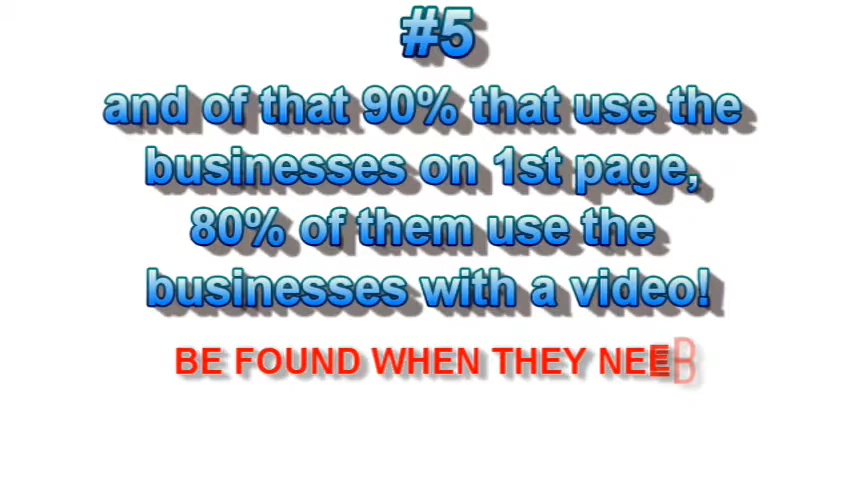 #5
and of that 90% that use the
businesses on 1st page,
80% of them use the
businesses with a video!
BE FOUND WHEN THEY NEED